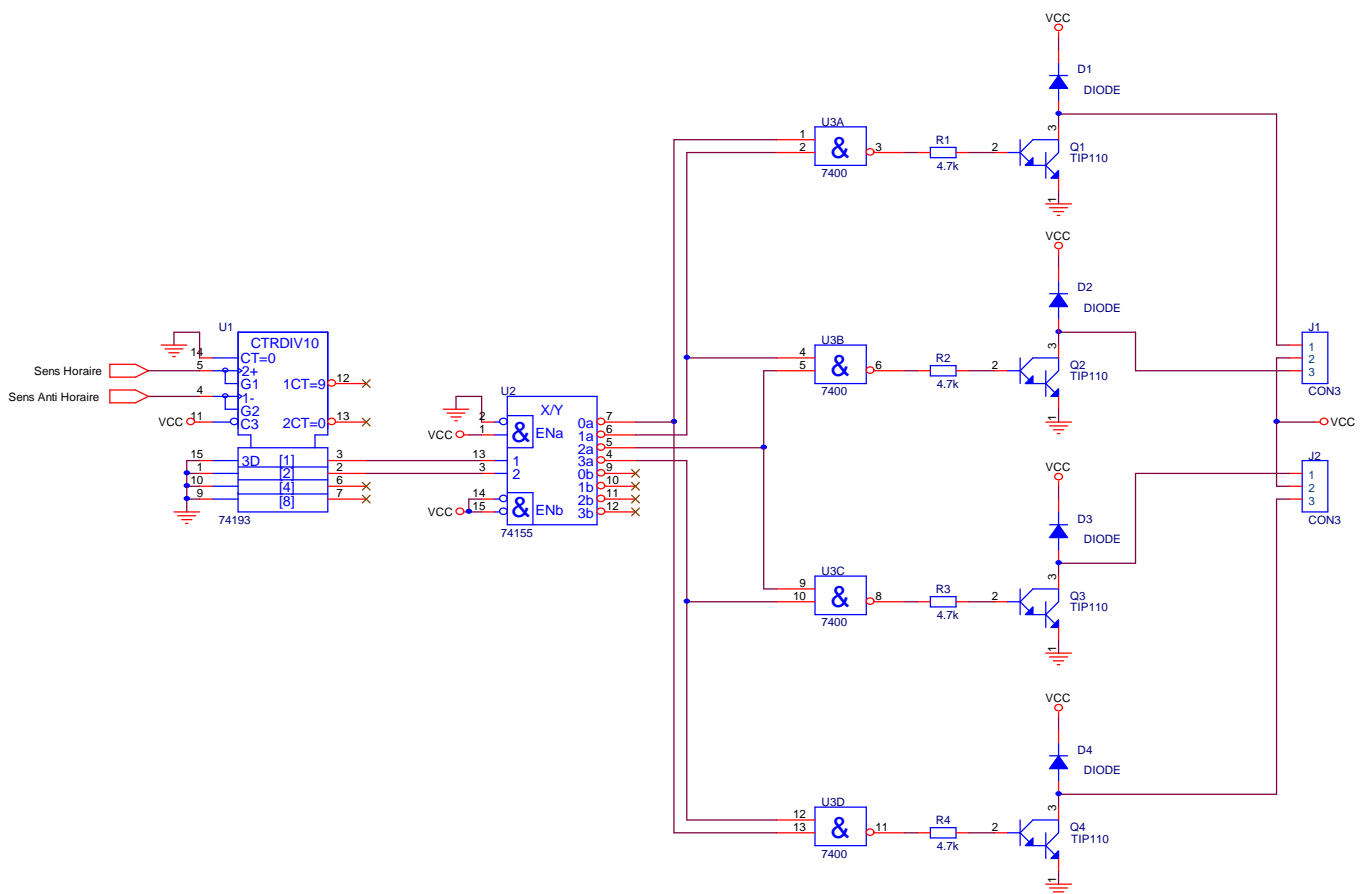 VCC
D1
DIODE
U3A
1
2
&
3
7400
R1
4.7k
2
3
Q1
TIP110
1
VCC
D2
DIODE
U3B
4
5
&
6
7400
R2
4.7k
2
3
Q2
TIP110
1
J1
1
2
3
CON3
VCC
J2
1
2
3
CON3
U1
CTRDIV10
14
CT=0
Sens Horaire
5
2+
G1
1CT=9
12
Sens Anti Horaire
4
1-
G2
VCC
11
C3
2CT=0
13
15
3D
[1]
3
1
[2]
2
10
[4]
6
9
[8]
7
74193
U2
X/Y
2
VCC
1
&
ENa
13
1
3
2
14
VCC
15
&
ENb
0a
7
1a
6
2a
5
3a
4
0b
9
1b
10
2b
11
3b
12
74155
VCC
D3
DIODE
U3C
9
10
&
8
7400
R3
4.7k
2
3
Q3
TIP110
1
VCC
D4
DIODE
U3D
12
13
&
11
7400
R4
4.7k
2
3
Q4
TIP110
1